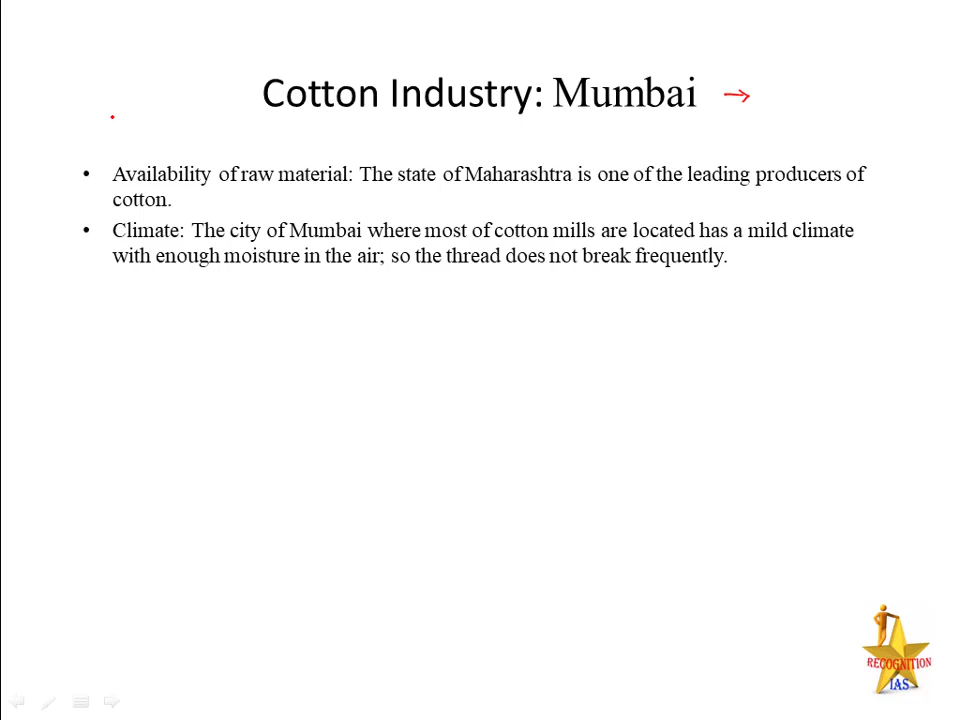 Cotton Industry: Mumbai →
• Availability of raw material: The state of Maharashtra is one of the leading producers of
cotton.
• Climate: The city of Mumbai where most of cotton mills are located has a mild climate
with enough moisture in the air; so the thread does not break frequently.
RECOGNITION
IAS